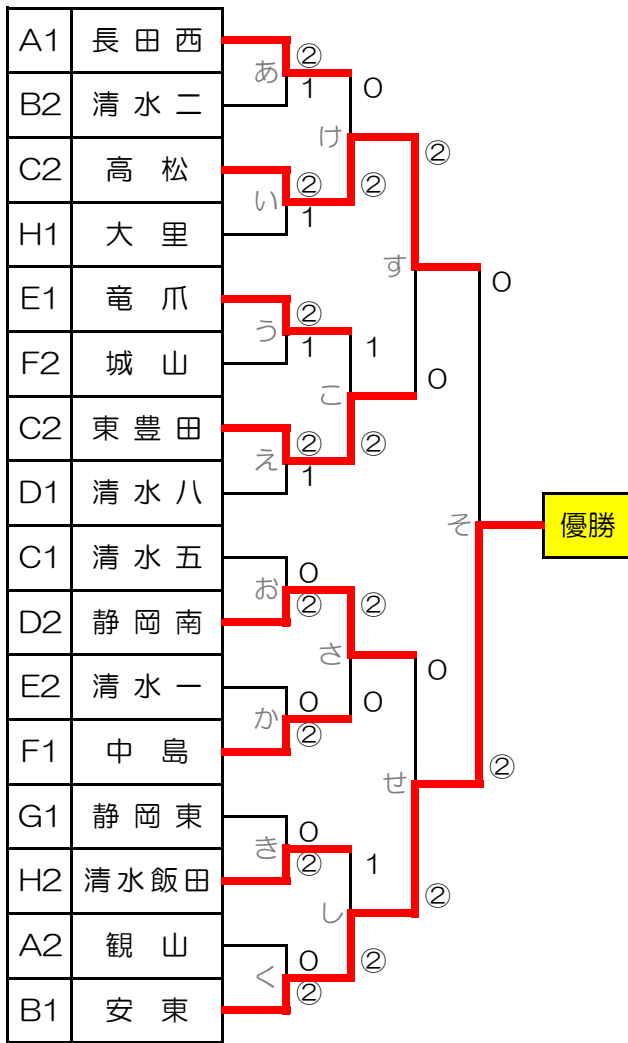 A1 長田西
②
あ
1
0
B2 清水二
け
②
C2 高松
②
②
い
1
H1 大里
す
0
E1 竜爪
②
う
1
1
F2 城山
0
こ
C2 東豊田
②
②
え
1
D1 清水八
そ
優勝
C1 清水五
0
お
②
②
D2 静岡南
さ
0
E2 清水一
0
0
か
②
F1 中島
②
せ
G1 静岡東
0
き
②
1
H2 清水飯田
②
し
A2 観山
0
②
く
②
B1 安東